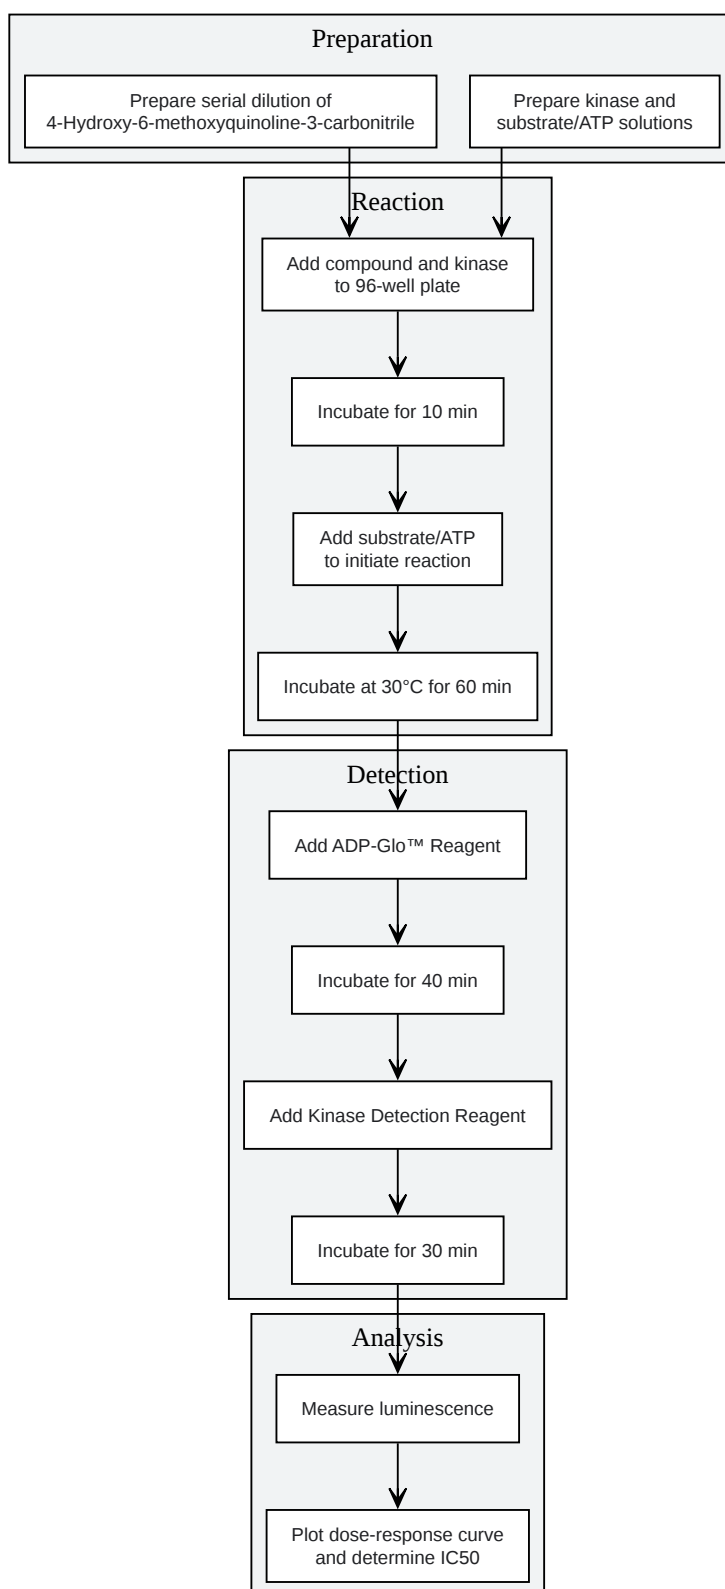 Preparation
Prepare serial dilution of
4-Hydroxy-6-methoxyquinoline-3-carbonitrile
Prepare kinase and
substrate/ATP solutions
Reaction
Add compound and kinase
to 96-well plate
Incubate for 10 min
Add substrate/ATP
to initiate reaction
Incubate at 30°C for 60 min
Detection
Add ADP-Glo™ Reagent
Incubate for 40 min
Add Kinase Detection Reagent
Incubate for 30 min
Analysis
Measure luminescence
Plot dose-response curve
and determine IC50